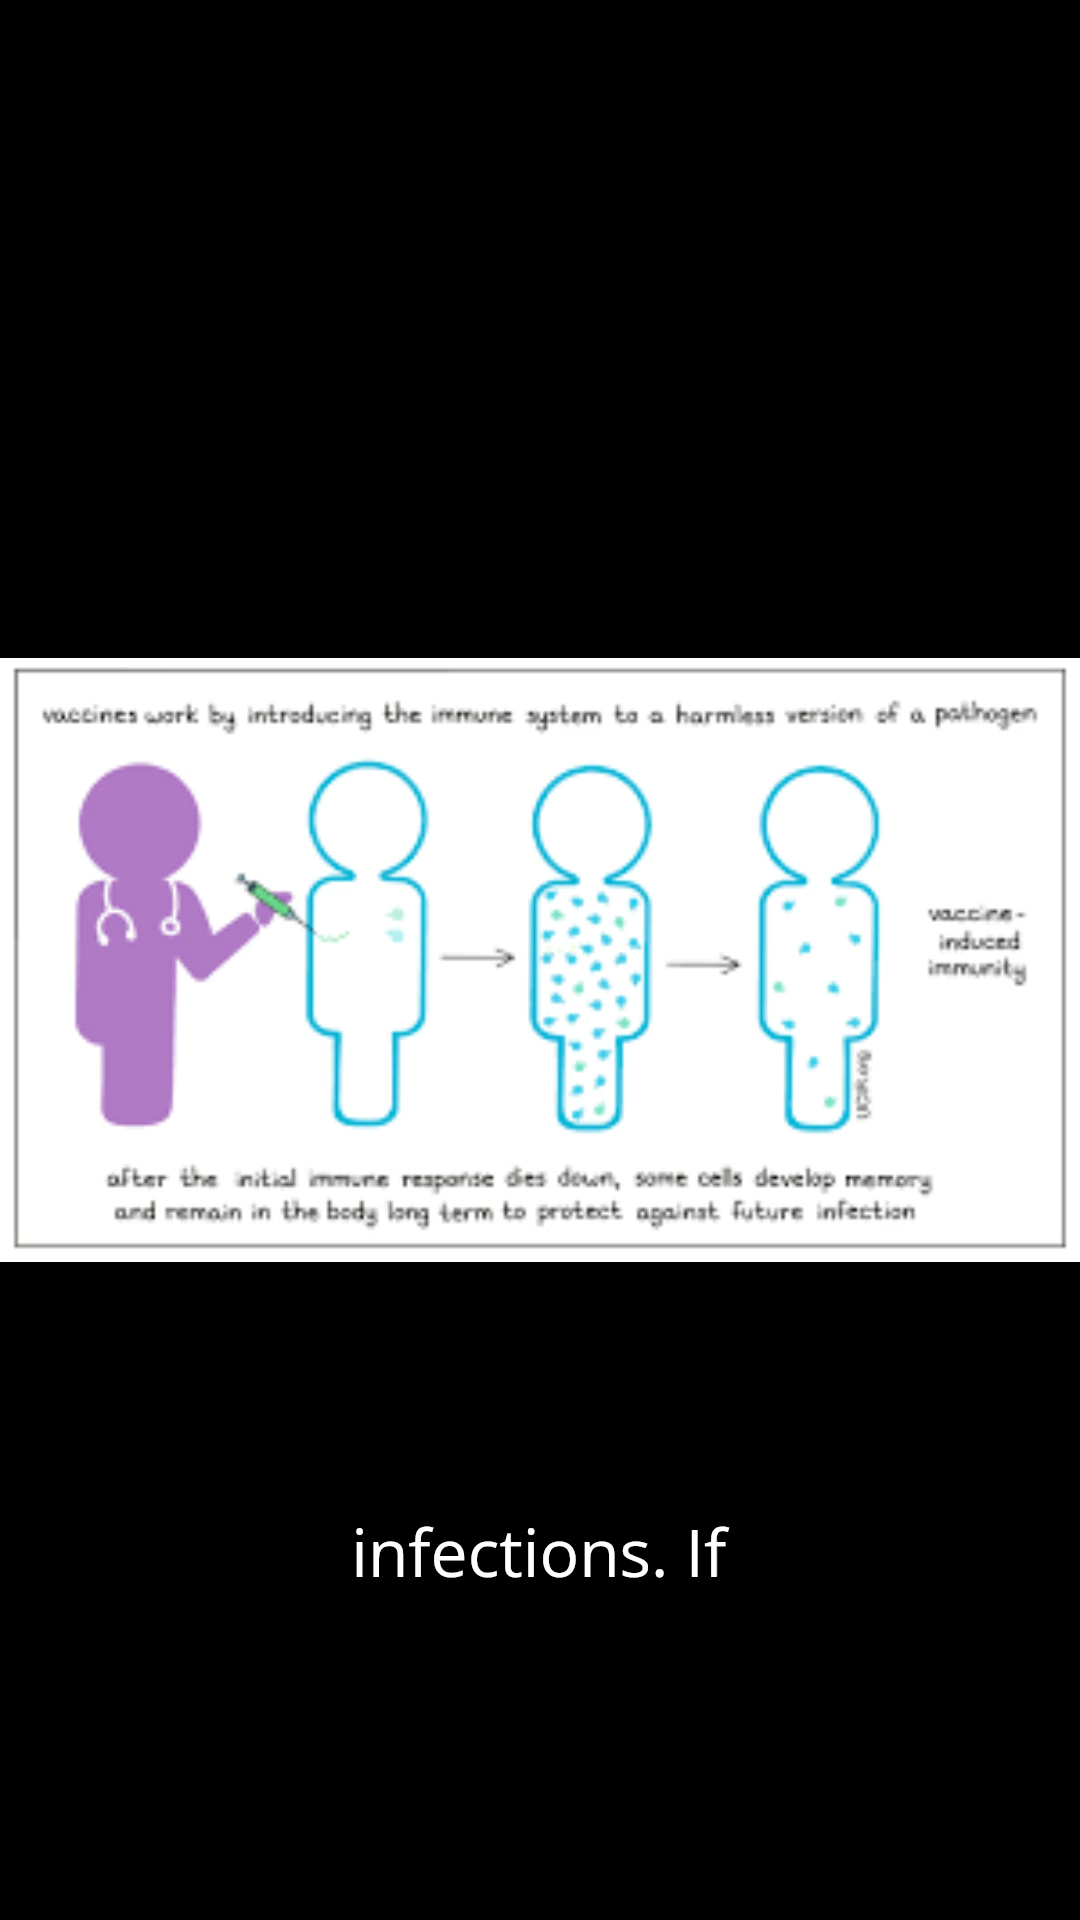 vaccines work by introducing the immune system to a harmless version of a pathogen
vaccine-
induced
immunity
UCIR.org
after the initial immune response dies down, some cells develop memory
and remain in the body long term to protect against future infection
infections. If